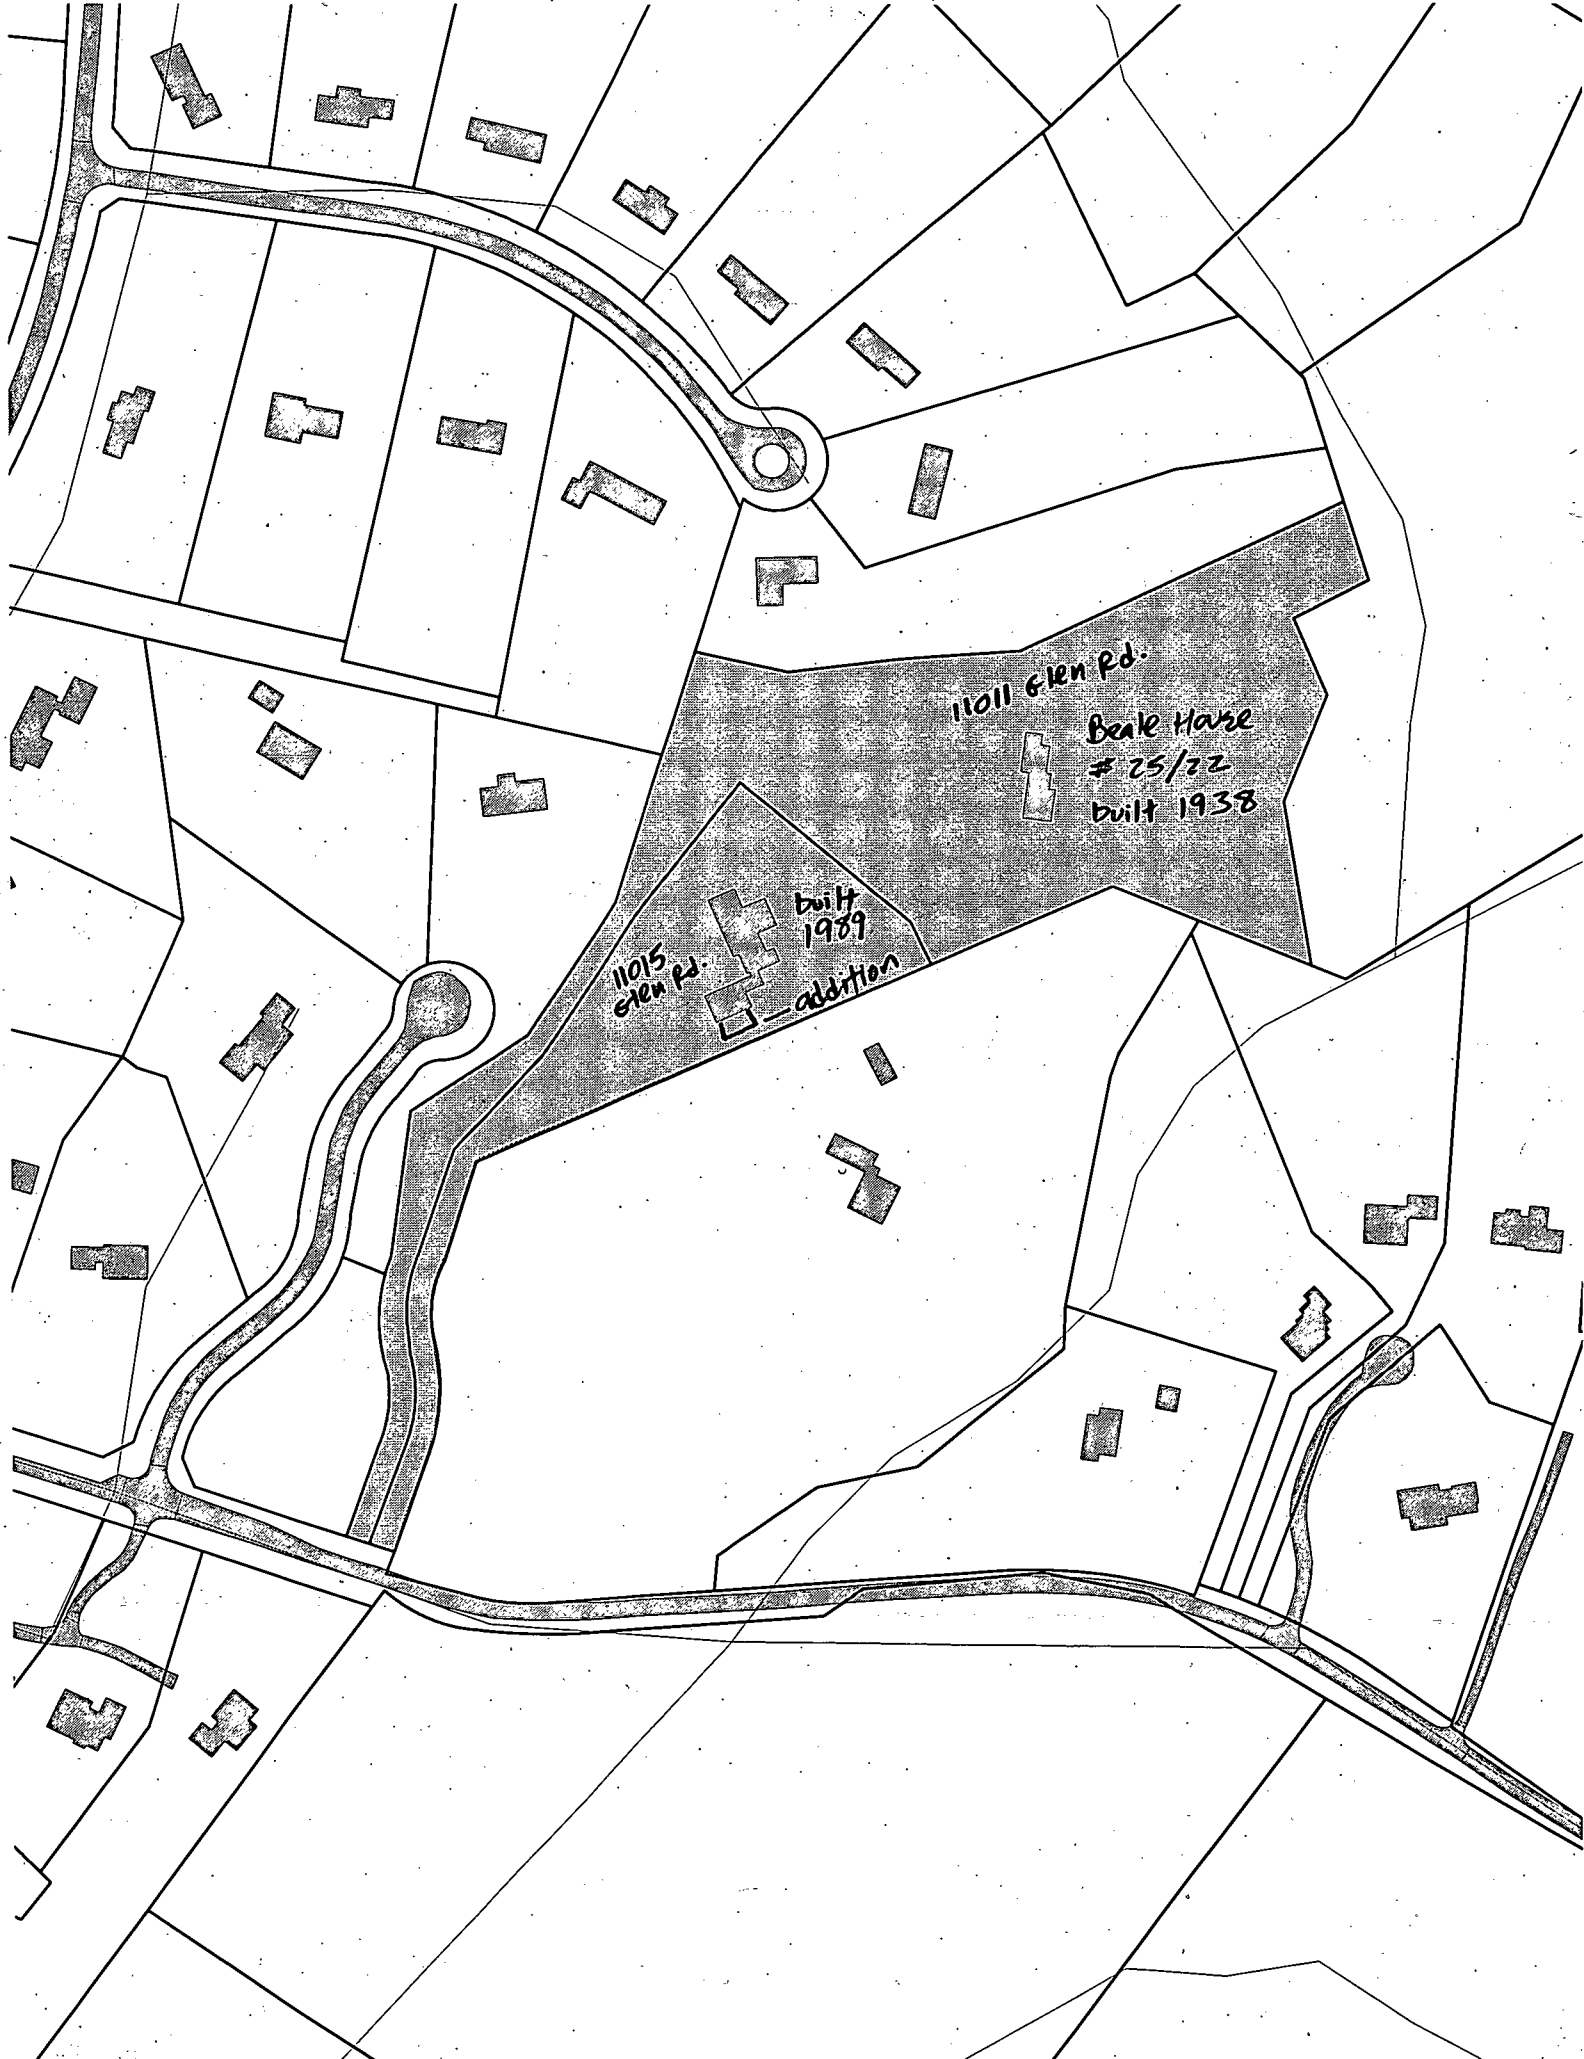 11011 Glen Rd.
Beale House
# 25/22
built 1938
built
1989
11015
Glen Rd.
addition